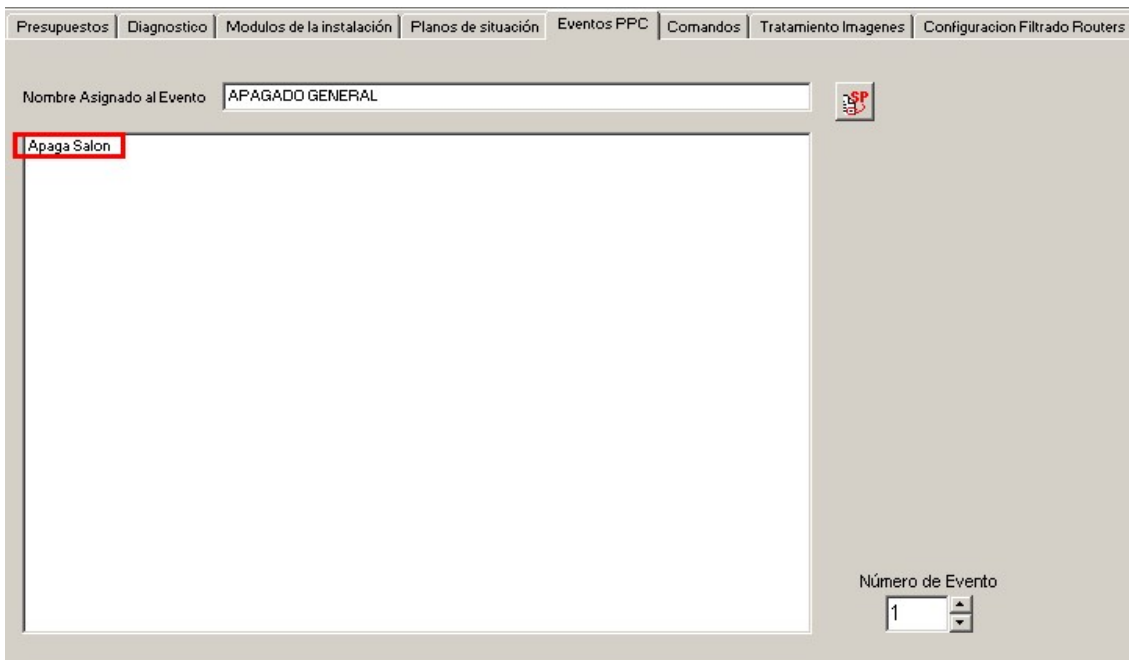 Presupuestos Diagnostico Modulos de la instalación Planos de situación Eventos PPC Comandos Tratamiento Imagenes Configuracion Filtrado Routers
Nombre Asignado al Evento APAGADO GENERAL SP
Apaga Salon
Número de Evento
1